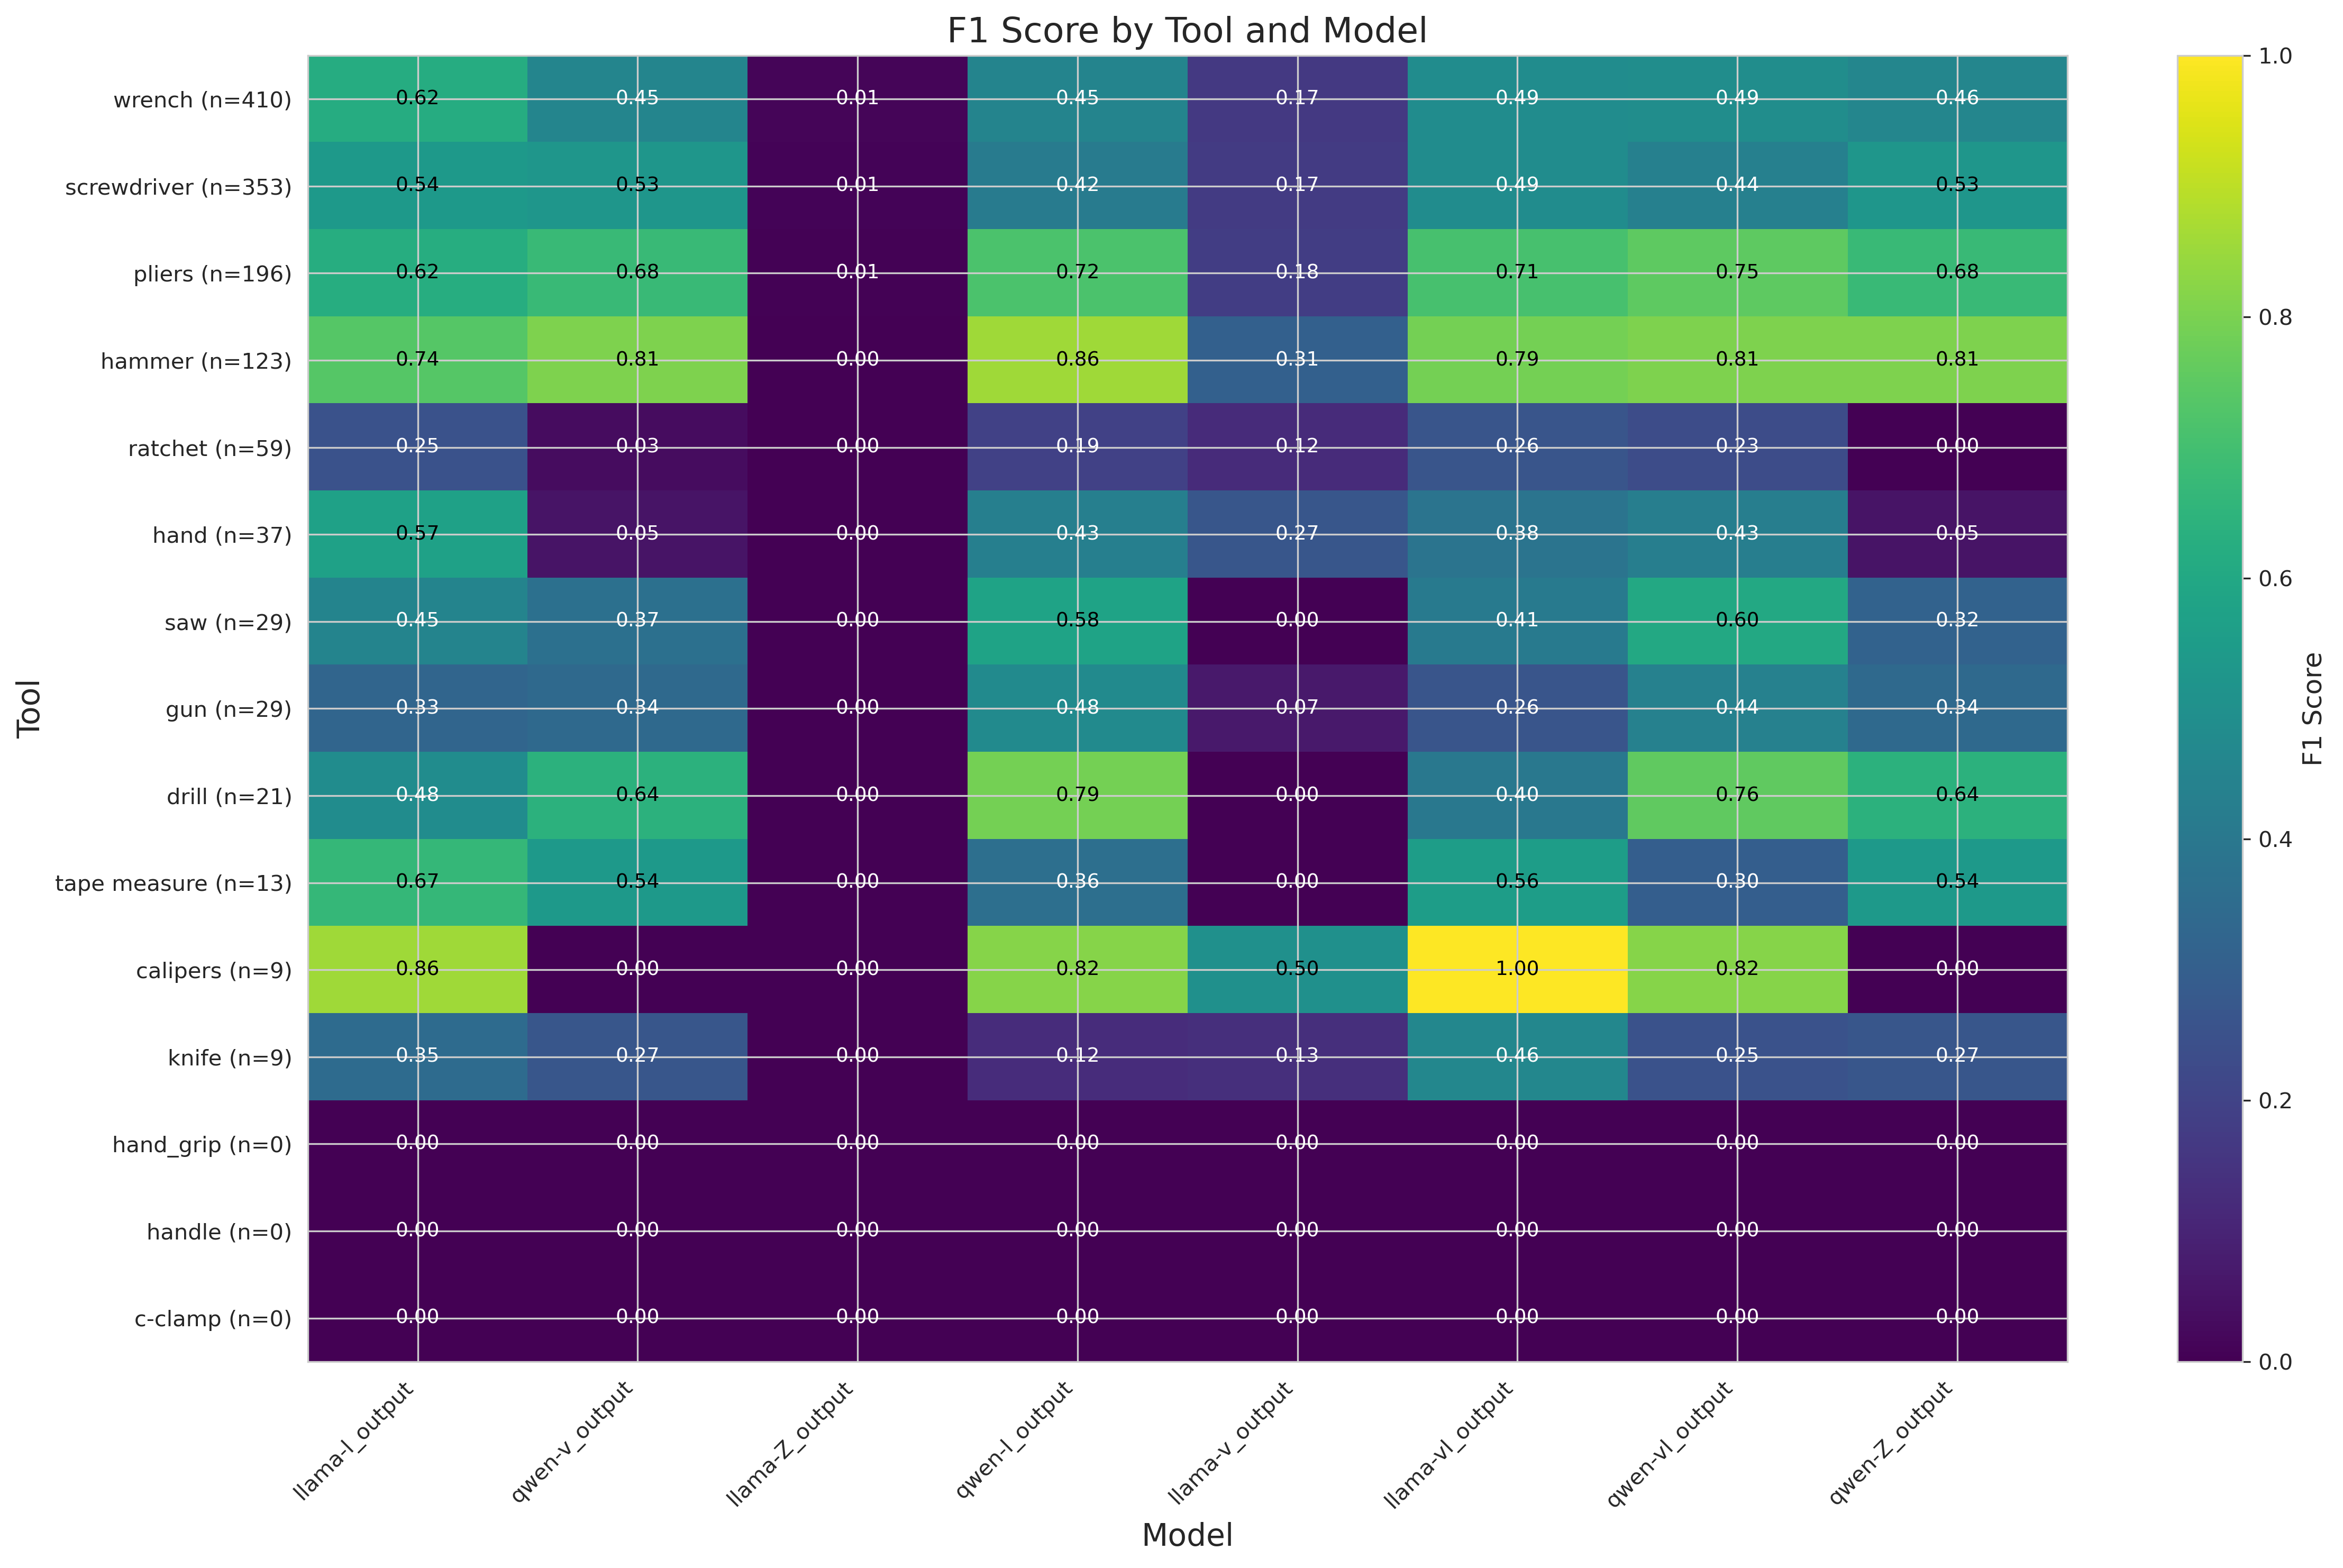 F1 Score by Tool and Model
wrench (n=410) 0.62 0.45 0.01 0.45 0.17 0.49 0.49 0.46
screwdriver (n=353) 0.54 0.53 0.01 0.42 0.17 0.49 0.44 0.53
pliers (n=196) 0.62 0.68 0.01 0.72 0.18 0.71 0.75 0.68
hammer (n=123) 0.74 0.81 0.00 0.86 0.31 0.79 0.81 0.81
ratchet (n=59) 0.25 0.03 0.00 0.19 0.12 0.26 0.23 0.00
hand (n=37) 0.57 0.05 0.00 0.43 0.27 0.38 0.43 0.05
saw (n=29) 0.45 0.37 0.00 0.58 0.00 0.41 0.60 0.32
gun (n=29) 0.33 0.34 0.00 0.48 0.07 0.26 0.44 0.34
drill (n=21) 0.48 0.64 0.00 0.79 0.00 0.40 0.76 0.64
tape measure (n=13) 0.67 0.54 0.00 0.36 0.00 0.56 0.30 0.54
calipers (n=9) 0.86 0.00 0.00 0.82 0.50 1.00 0.82 0.00
knife (n=9) 0.35 0.27 0.00 0.12 0.13 0.46 0.25 0.27
hand_grip (n=0) 0.00 0.00 0.00 0.00 0.00 0.00 0.00 0.00
handle (n=0) 0.00 0.00 0.00 0.00 0.00 0.00 0.00 0.00
c-clamp (n=0) 0.00 0.00 0.00 0.00 0.00 0.00 0.00 0.00
Tool
llama-l_output
qwen-v_output
llama-Z_output
qwen-l_output
llama-v_output
llama-vl_output
qwen-vl_output
qwen-Z_output
Model
1.0
0.8
0.6
0.4
0.2
0.0
F1 Score